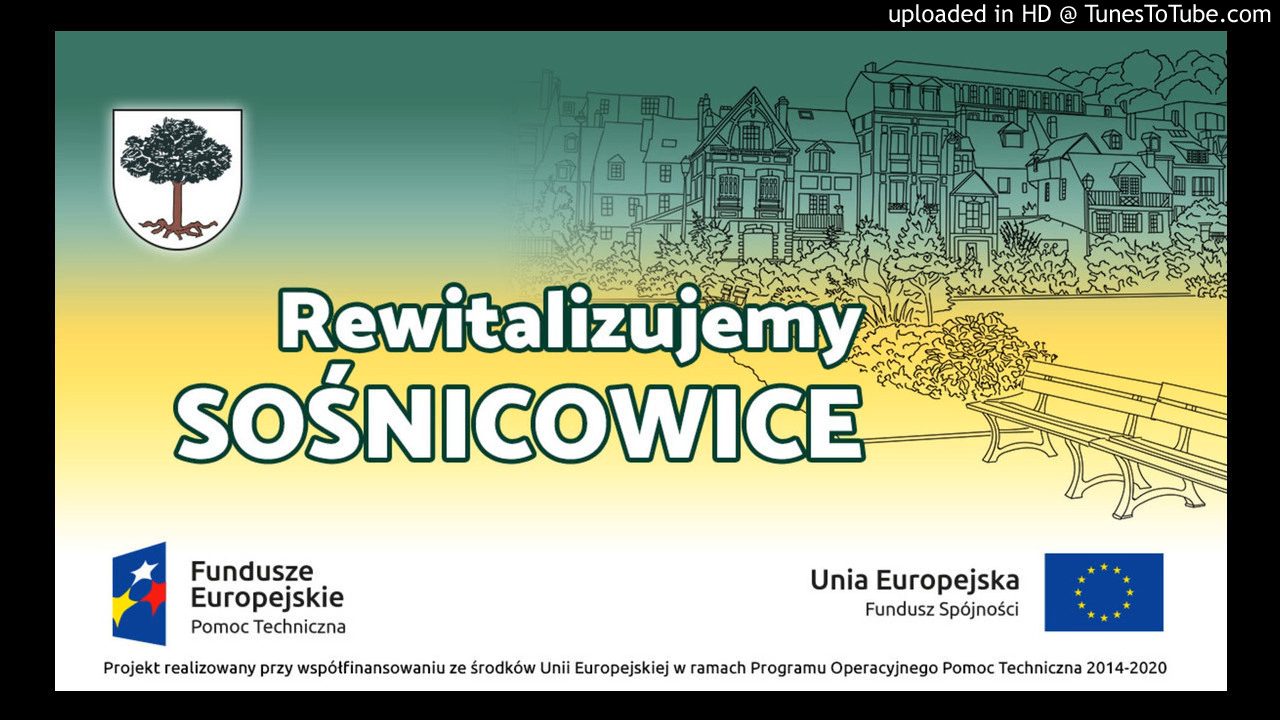 uploaded in HD @ TunesToTube.com
Rewitalizujemy
SOŚNICOWICE
Fundusze
Europejskie
Pomoc Techniczna
Unia Europejska
Fundusz Spójności
Projekt realizowany przy współfinansowaniu ze środków Unii Europejskiej w ramach Programu Operacyjnego Pomoc Techniczna 2014-2020